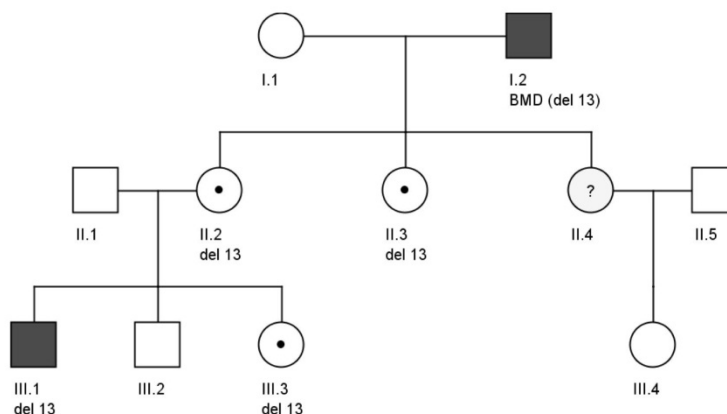 I.1
I.2
BMD (del 13)
?
II.1
II.2
del 13
II.3
del 13
II.4
II.5
III.1
del 13
III.2
III.3
del 13
III.4